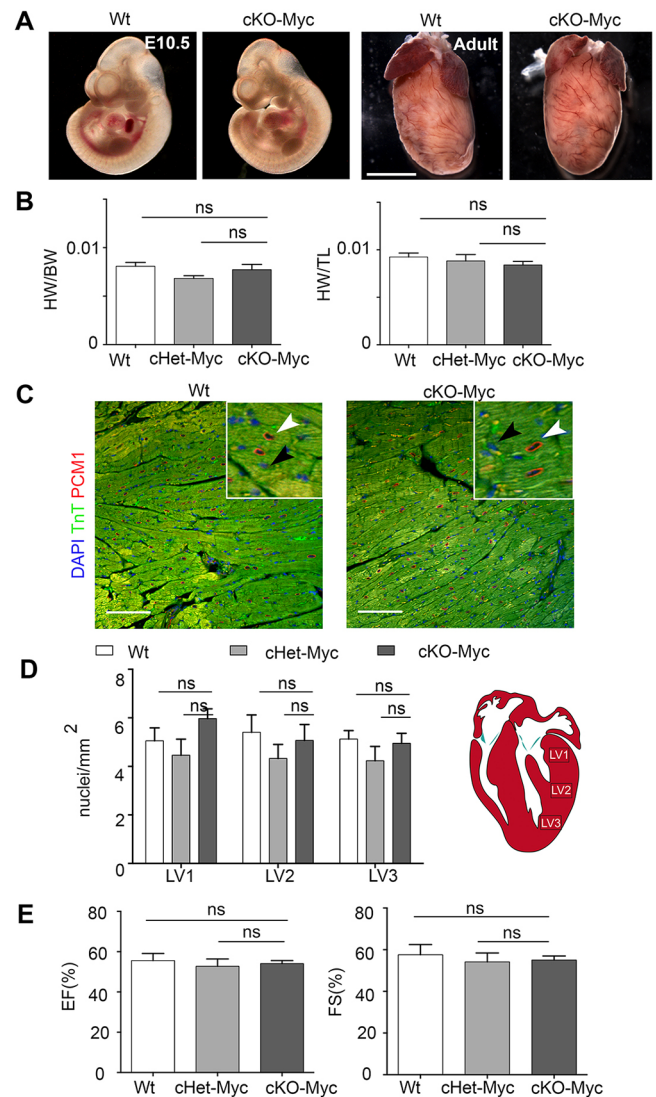 A
Wt cKO-Myc Wt cKO-Myc
E10.5 Adult
B
HW/BW
0.01
0
ns
ns
Wt cHet-Myc cKO-Myc
HW/TL
0.01
0
ns
ns
Wt cHet-Myc cKO-Myc
C
Wt cKO-Myc
DAPI TnT PCM1
Wt cHet-Myc cKO-Myc
D
nuclei/mm2
8
6
4
2
0
ns ns ns
ns ns ns
LV1 LV2 LV3
LV1
LV2
LV3
E
EF(%)
80
60
40
20
0
ns
ns
Wt cHet-Myc cKO-Myc
FS(%)
80
60
40
20
0
ns
ns
Wt cHet-Myc cKO-Myc